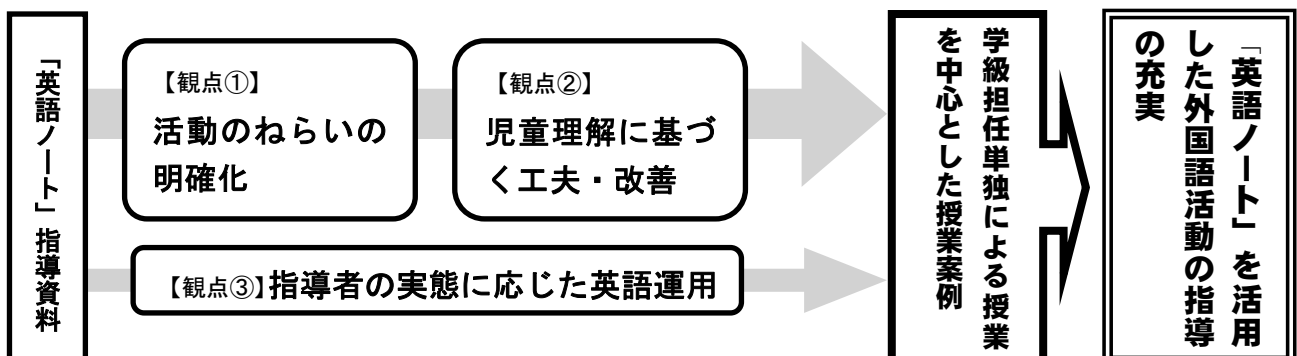 「英語ノート」指導資料
【観点①】
活動のねらいの
明確化
【観点②】
児童理解に基づ
く工夫・改善
【観点③】指導者の実態に応じた英語運用
学級担任単独による授業
を中心とした授業案例
「英語ノート」を活用
した外国語活動の指導
の充実